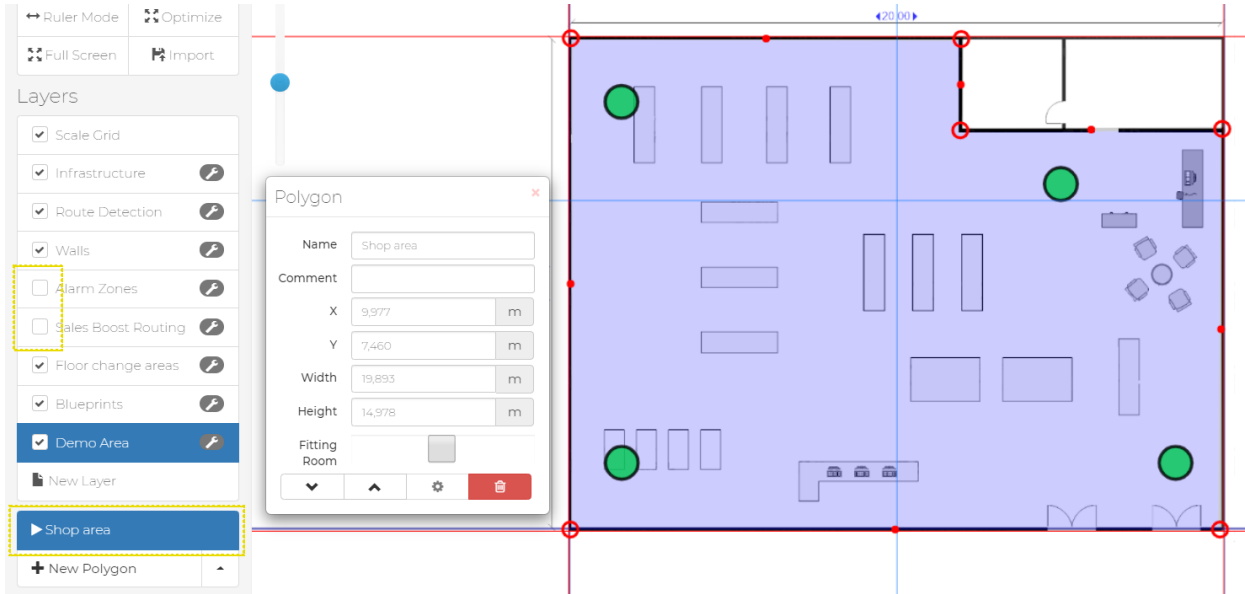 Ruler Mode
Optimize
Full Screen
Import
Layers
Scale Grid
Infrastructure
Route Detection
Walls
Alarm Zones
Sales Boost Routing
Floor change areas
Blueprints
Demo Area
New Layer
Shop area
New Polygon
Polygon
×
Name
Shop area
Comment
X
9,977
m
Y
7,460
m
Width
19,893
m
Height
14,978
m
Fitting
Room
20.00